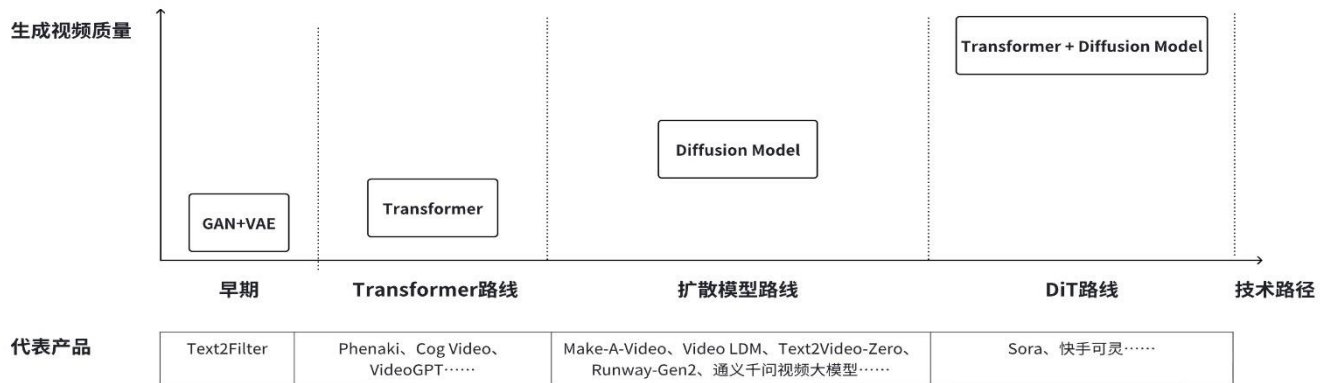 生成视频质量
Transformer + Diffusion Model
Diffusion Model
Transformer
GAN+VAE
早期
Transformer路线
扩散模型路线
DiT路线
技术路径
代表产品
Text2Filter
Phenaki、Cog Video、
VideoGPT……
Make-A-Video、Video LDM、Text2Video-Zero、
Runway-Gen2、通义千问视频大模型……
Sora、快手可灵……